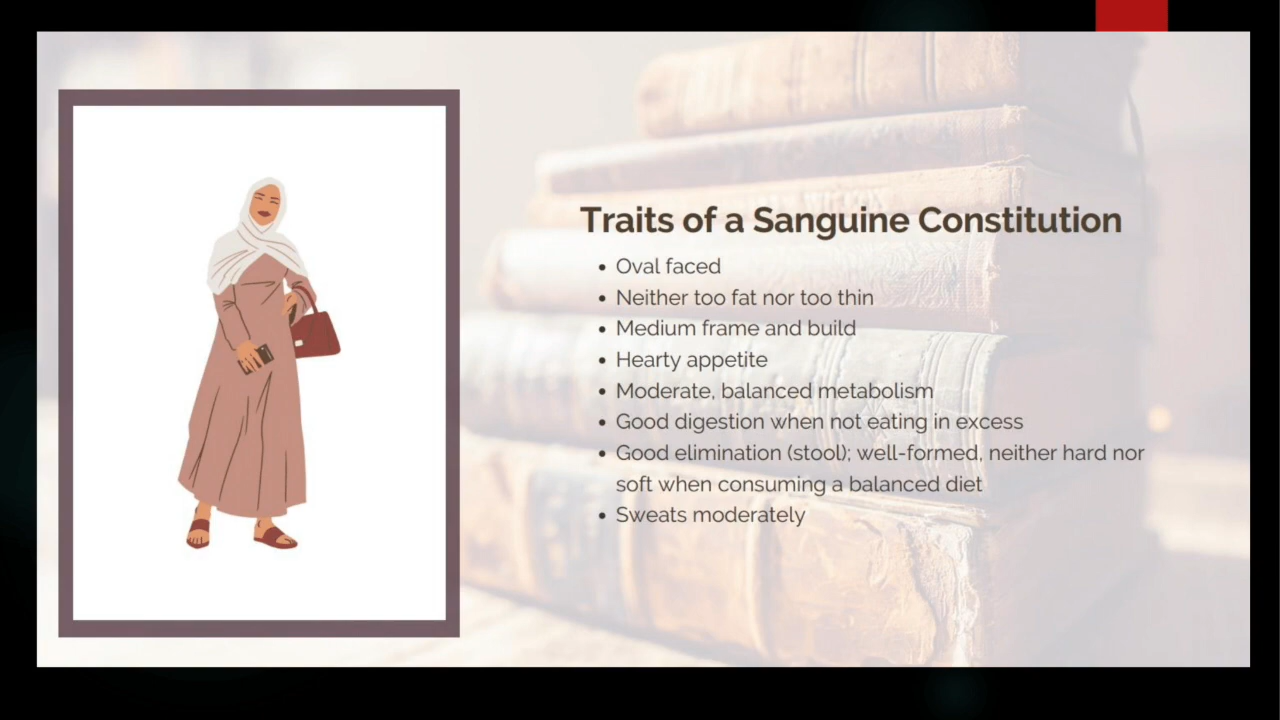 Traits of a Sanguine Constitution
• Oval faced
• Neither too fat nor too thin
• Medium frame and build
• Hearty appetite
• Moderate, balanced metabolism
• Good digestion when not eating in excess
• Good elimination (stool); well-formed, neither hard nor
soft when consuming a balanced diet
• Sweats moderately